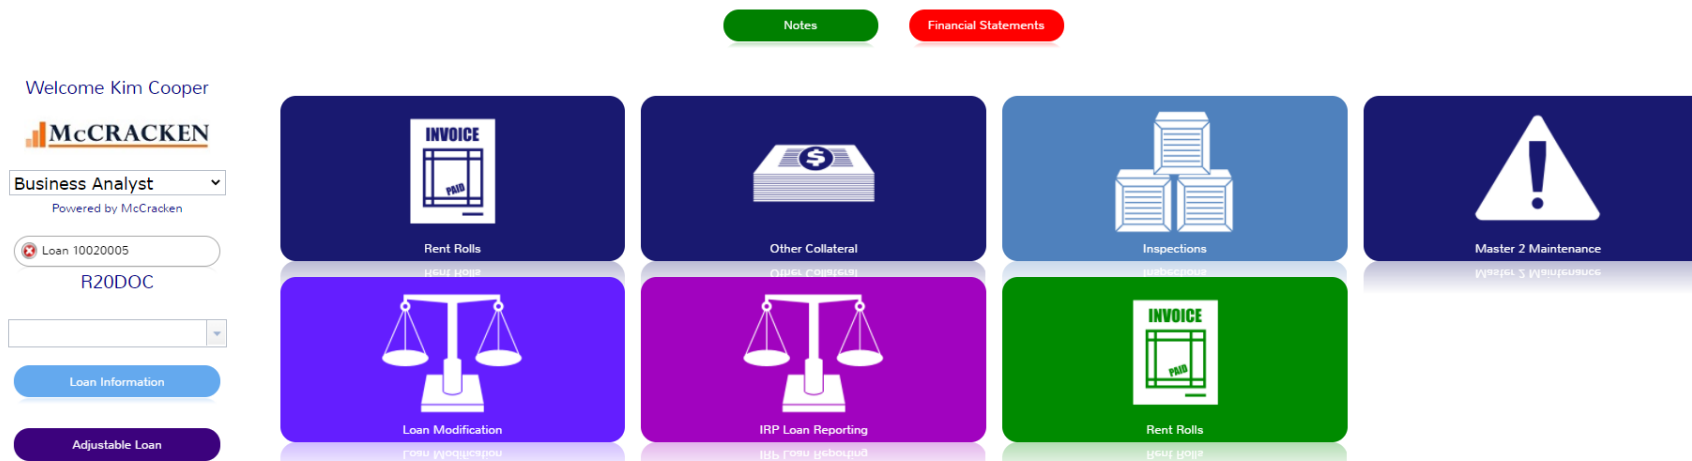 Notes
Financial Statements
Welcome Kim Cooper
McCRACKEN
Business Analyst
Powered by McCracken
Loan 10020005
R20DOC
Loan Information
Adjustable Loan
INVOICE
PAID
Rent Rolls
$
Other Collateral
Inspections
!
Master 2 Maintenance
Loan Modification
IRP Loan Reporting
INVOICE
PAID
Rent Rolls